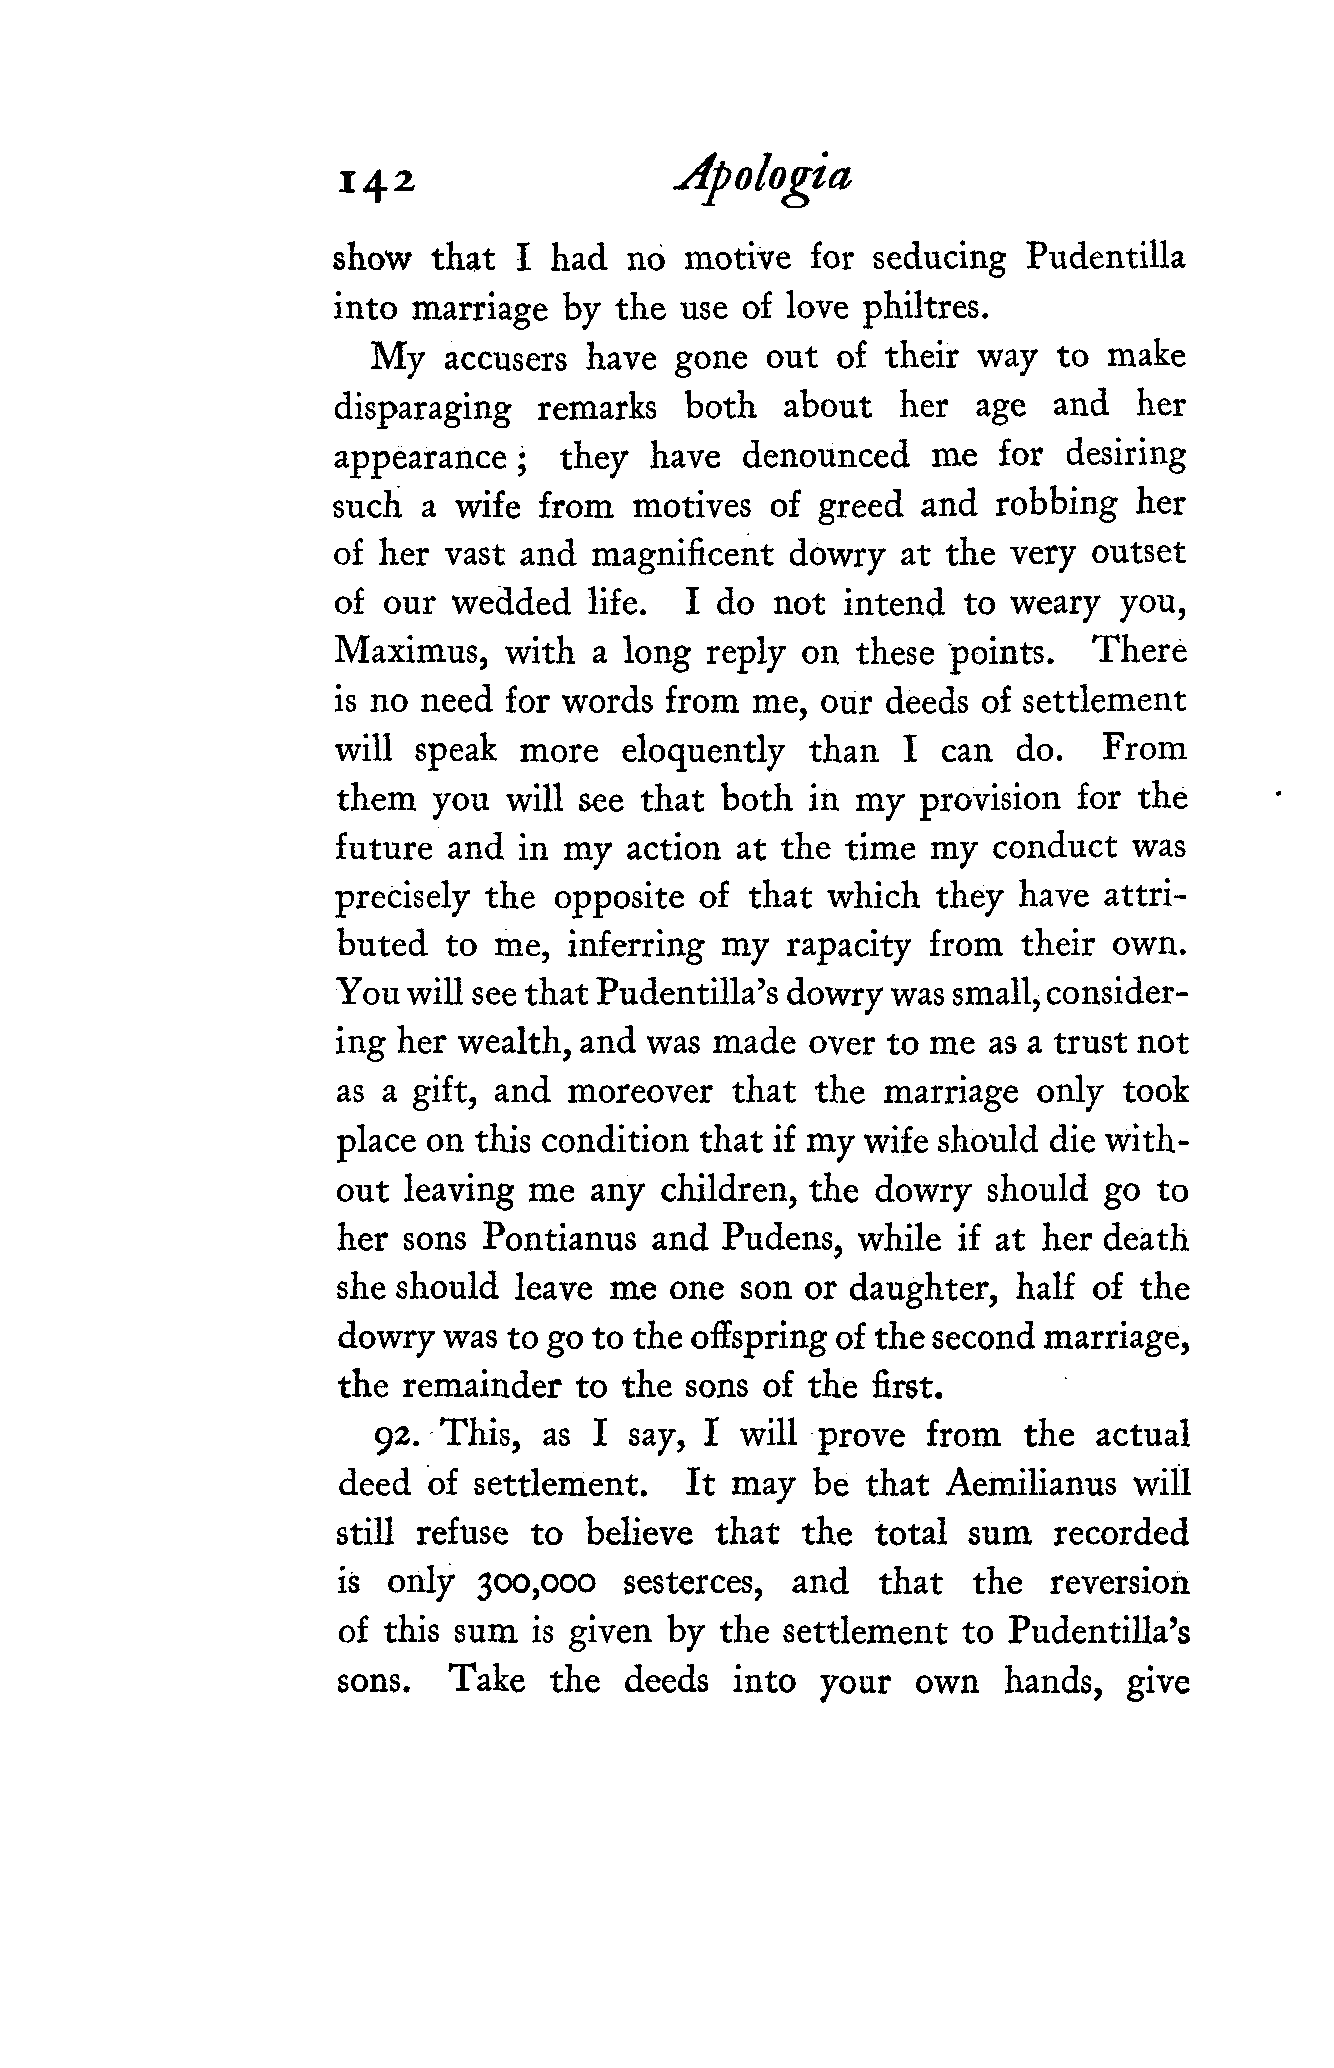 142 Apologia
show that I had no motive for seducing Pudentilla
into marriage by the use of love philtres.
My accusers have gone out of their way to make
disparaging remarks both about her age and her
appearance ; they have denounced me for desiring
such a wife from motives of greed and robbing her
of her vast and magnificent dowry at the very outset
of our wedded life. I do not intend to weary you,
Maximus, with a long reply on these points. There
is no need for words from me, our deeds of settlement
will speak more eloquently than I can do. From
them you will see that both in my provision for the
future and in my action at the time my conduct was
precisely the opposite of that which they have attri-
buted to me, inferring my rapacity from their own.
You will see that Pudentilla's dowry was small, consider-
ing her wealth, and was made over to me as a trust not
as a gift, and moreover that the marriage only took
place on this condition that if my wife should die with-
out leaving me any children, the dowry should go to
her sons Pontianus and Pudens, while if at her death
she should leave me one son or daughter, half of the
dowry was to go to the offspring of the second marriage,
the remainder to the sons of the first.
92. This, as I say, I will prove from the actual
deed of settlement. It may be that Aemilianus will
still refuse to believe that the total sum recorded
is only 300,000 sesterces, and that the reversion
of this sum is given by the settlement to Pudentilla's
sons. Take the deeds into your own hands, give